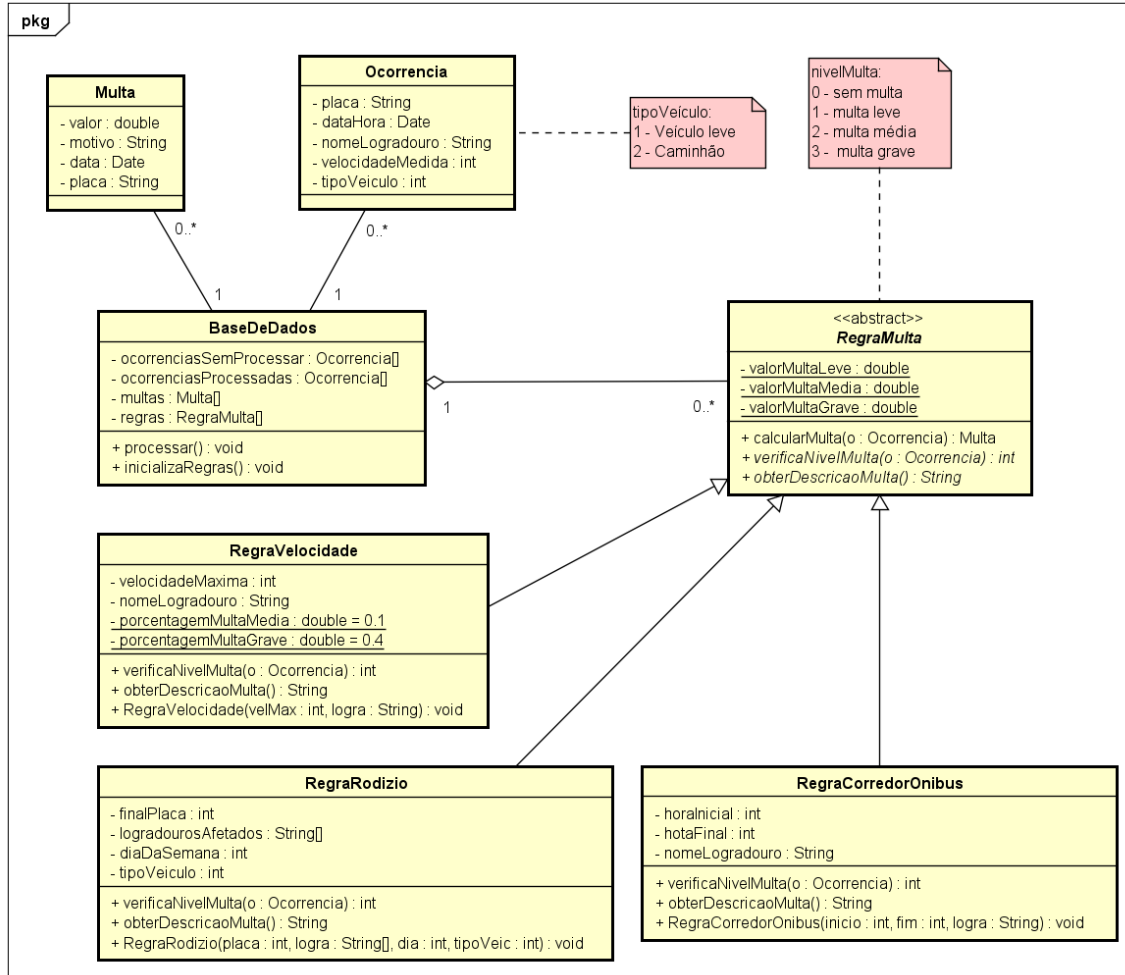 pkg
Multa
- valor : double
- motivo : String
- data : Date
- placa : String
Ocorrencia
- placa : String
- dataHora : Date
- nomeLogradouro : String
- velocidadeMedida : int
- tipoVeiculo : int
tipoVeículo:
1 - Veículo leve
2 - Caminhão
nivelMulta:
0 - sem multa
1 - multa leve
2 - multa média
3 - multa grave
0..*
0..*
1
1
BaseDeDados
- ocorrenciasSemProcessar : Ocorrencia[]
- ocorrenciasProcessadas : Ocorrencia[]
- multas : Multa[]
- regras : RegraMulta[]
+ processar() : void
+ inicializaRegras() : void
1
0..*
<<abstract>>
RegraMulta
- valorMultaLeve : double
- valorMultaMedia : double
- valorMultaGrave : double
+ calcularMulta(o : Ocorrencia) : Multa
+ verificaNivelMulta(o : Ocorrencia) : int
+ obterDescricaoMulta() : String
RegraVelocidade
- velocidadeMaxima : int
- nomeLogradouro : String
- porcentagemMultaMedia : double = 0.1
- porcentagemMultaGrave : double = 0.4
+ verificaNivelMulta(o : Ocorrencia) : int
+ obterDescricaoMulta() : String
+ RegraVelocidade(velMax : int, logra : String) : void
RegraRodizio
- finalPlaca : int
- logradourosAfetados : String[]
- diaDaSemana : int
- tipoVeiculo : int
+ verificaNivelMulta(o : Ocorrencia) : int
+ obterDescricaoMulta() : String
+ RegraRodizio(placa : int, logra : String[], dia : int, tipoVeic : int) : void
RegraCorredorOnibus
- horaInicial : int
- hotaFinal : int
- nomeLogradouro : String
+ verificaNivelMulta(o : Ocorrencia) : int
+ obterDescricaoMulta() : String
+ RegraCorredorOnibus(inicio : int, fim : int, logra : String) : void